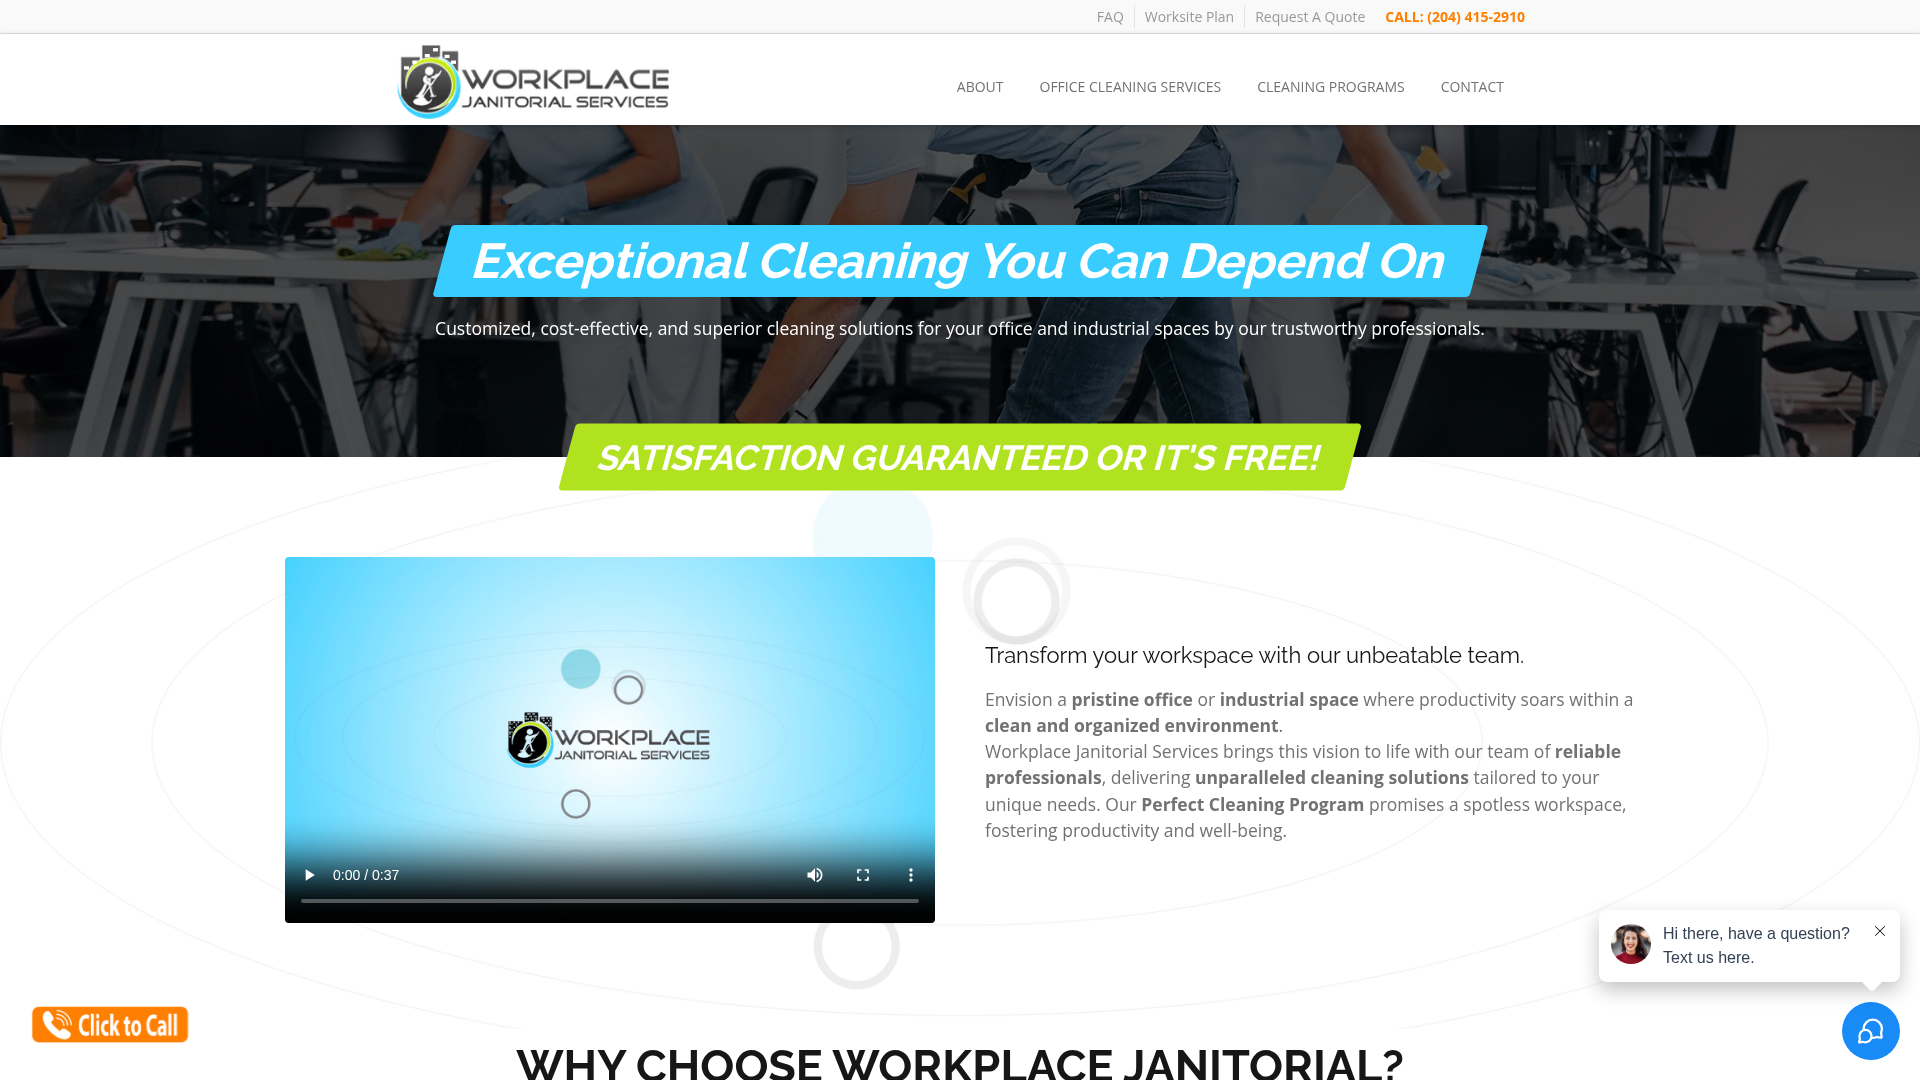 FAQ
Worksite Plan
Request A Quote
CALL: (204) 415-2910
WORKPLACE
JANITORIAL SERVICES
ABOUT
OFFICE CLEANING SERVICES
CLEANING PROGRAMS
CONTACT
Exceptional Cleaning You Can Depend On
Customized, cost-effective, and superior cleaning solutions for your office and industrial spaces by our trustworthy professionals.
SATISFACTION GUARANTEED OR IT'S FREE!
WORKPLACE
JANITORIAL SERVICES
0:00 / 0:37
Transform your workspace with our unbeatable team.
Envision a pristine office or industrial space where productivity soars within a
clean and organized environment.
Workplace Janitorial Services brings this vision to life with our team of reliable
professionals, delivering unparalleled cleaning solutions tailored to your
unique needs. Our Perfect Cleaning Program promises a spotless workspace,
fostering productivity and well-being.
Hi there, have a question?
Text us here.
Click to Call
WHY CHOOSE WORKPLACE JANITORIAL?